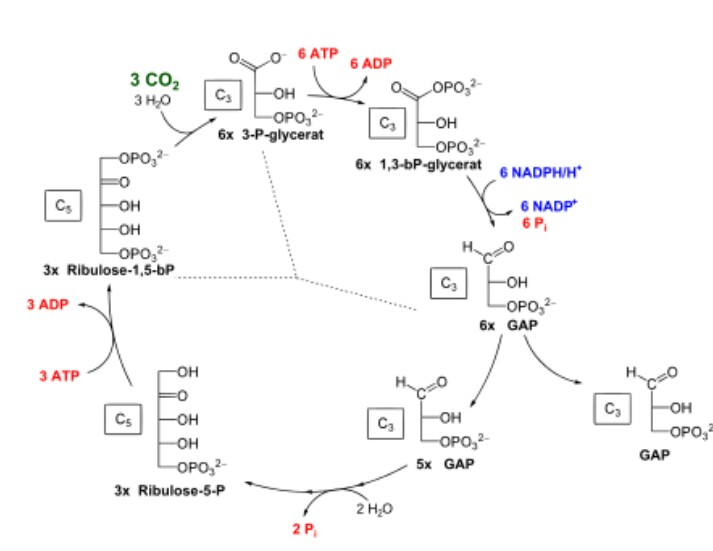 3 CO2
3 H2O
O
O−
C
C3
OH
OPO3 2−
6x 3-P-glycerat
6 ATP
6 ADP
O
OPO3 2−
C
C3
OH
OPO3 2−
6x 1,3-bP-glycerat
6 NADPH/H+
6 NADP+
6 Pi
OPO3 2−
O
C5
OH
OH
OPO3 2−
3x Ribulose-1,5-bP
H
O
C
C3
OH
OPO3 2−
6x GAP
3 ADP
3 ATP
OH
O
C5
OH
OH
OPO3 2−
3x Ribulose-5-P
H
O
C
C3
OH
OPO3 2−
5x GAP
H
O
C
C3
OH
OPO3 2
GAP
2 H2O
2 Pi